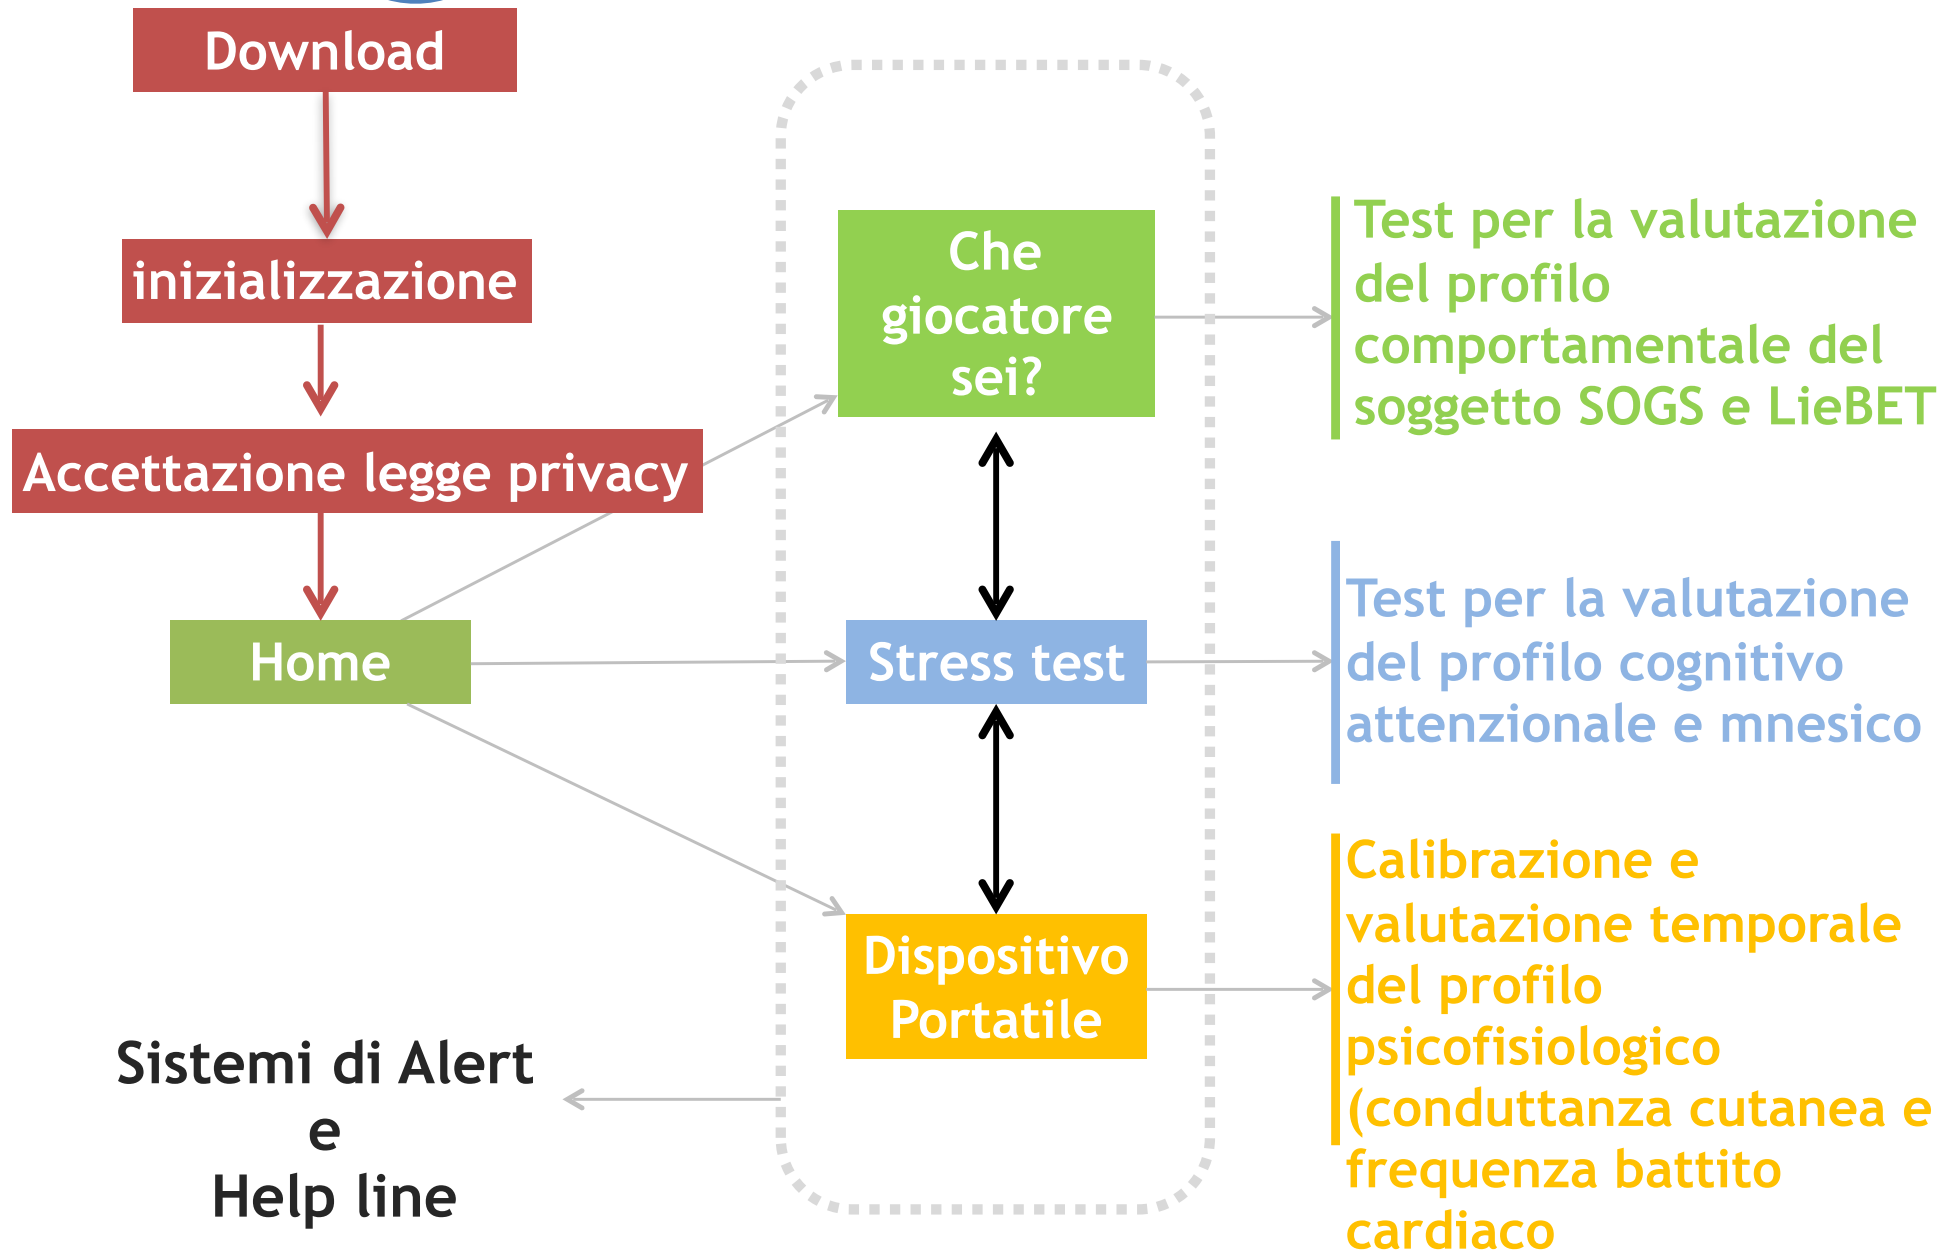 Download
inizializzazione
Accettazione legge privacy
Home
Che
giocatore
sei?
Stress test
Dispositivo
Portatile
Test per la valutazione
del profilo
comportamentale del
soggetto SOGS e LieBET
Test per la valutazione
del profilo cognitivo
attenzionale e mnesico
Calibrazione e
valutazione temporale
del profilo
psicofisiologico
(conduttanza cutanea e
frequenza battito
cardiaco
Sistemi di Alert
e
Help line